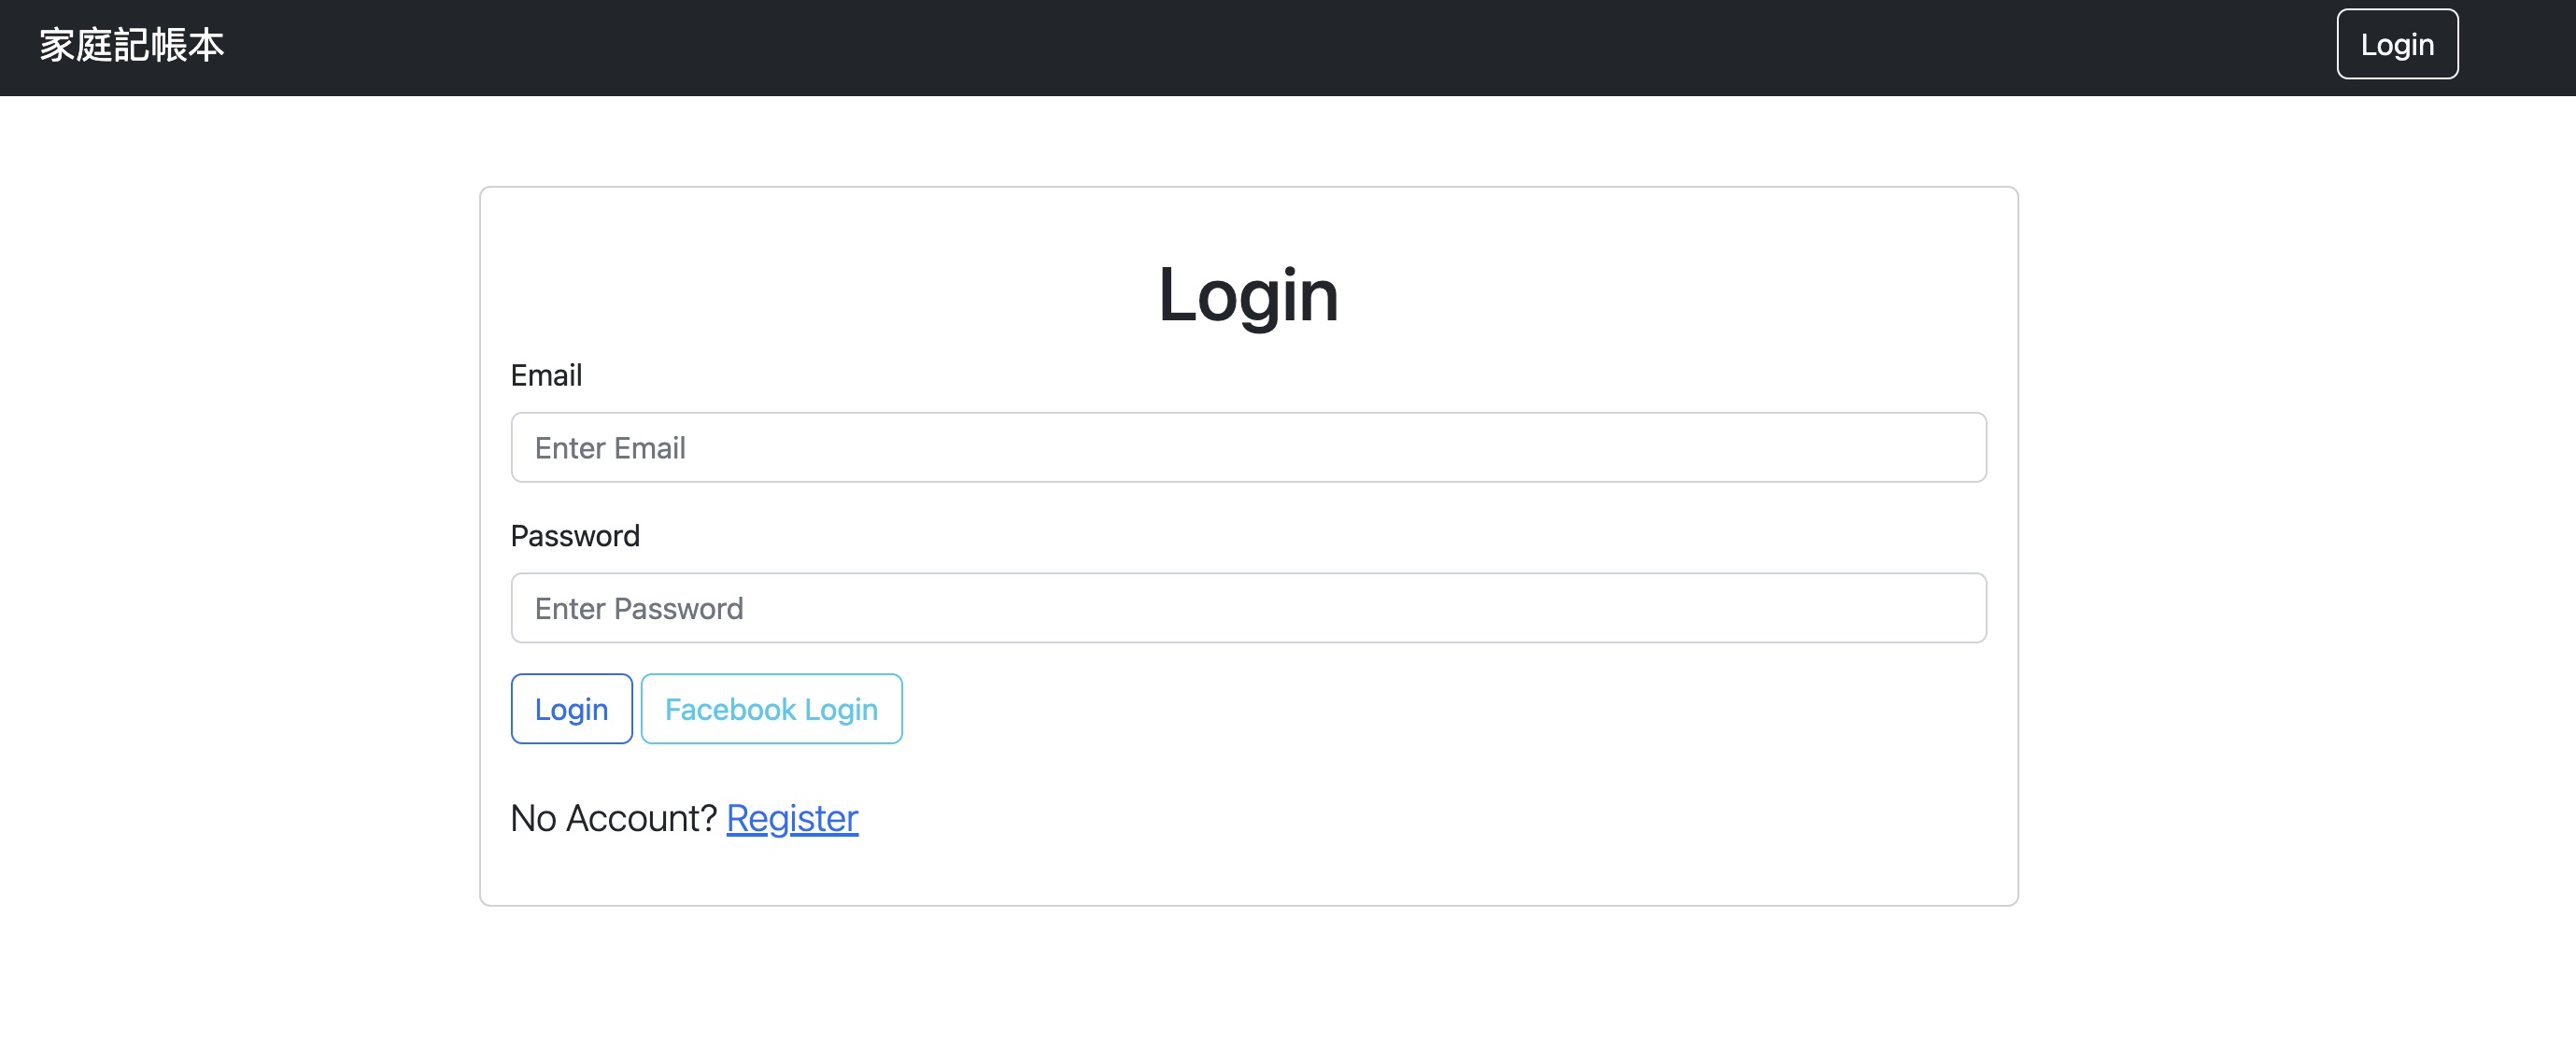 家庭記帳本 Login
Login
Email
Enter Email
Password
Enter Password
Login Facebook Login
No Account? Register